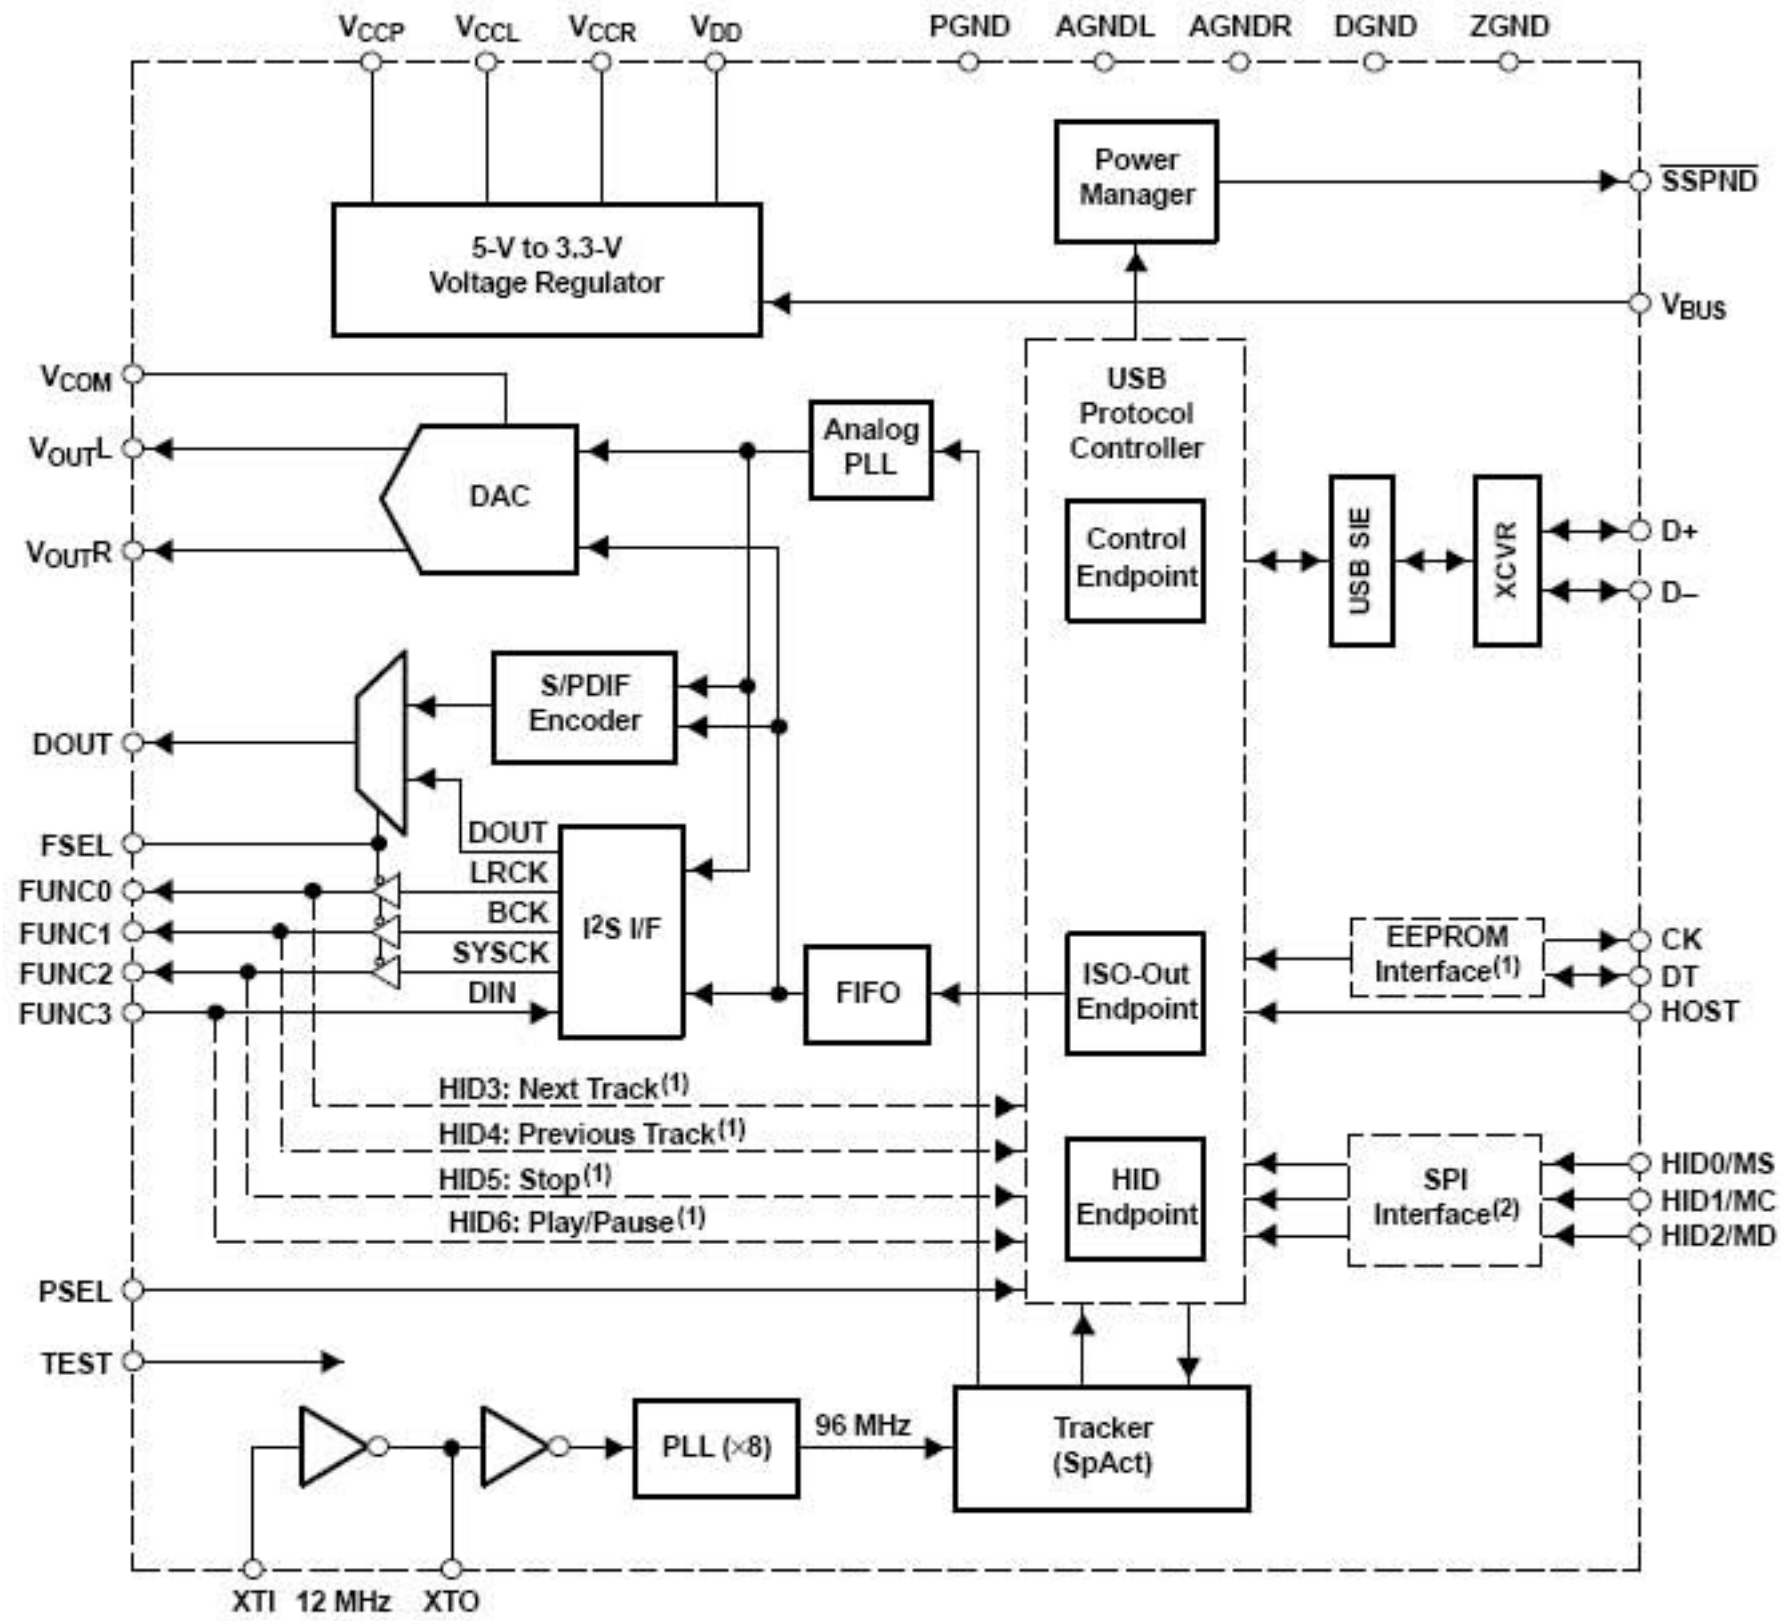 VCCP VCCL VCCR VDD PGND AGNDL AGNDR DGND ZGND
Power
Manager
SSPND
5-V to 3.3-V
Voltage Regulator
VBUS
VCOM
USB
Protocol
Controller
Analog
PLL
VOUTL
DAC
VOUTR
Control
Endpoint
USB SIE
XCVR
D+
D–
S/PDIF
Encoder
DOUT
FSEL
FUNC0
FUNC1
FUNC2
FUNC3
DOUT
LRCK
BCK
SYSCK
DIN
I2S I/F
FIFO
ISO-Out
Endpoint
EEPROM
Interface(1)
CK
DT
HOST
HID3: Next Track(1)
HID4: Previous Track(1)
HID5: Stop(1)
HID6: Play/Pause(1)
HID
Endpoint
SPI
Interface(2)
HID0/MS
HID1/MC
HID2/MD
PSEL
TEST
PLL (×8)
96 MHz
Tracker
(SpAct)
XTI 12 MHz XTO